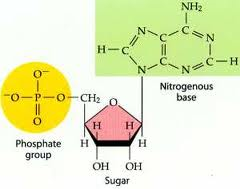 NH2
N C C N
H—C
N C N C—H
O−
−O—P—O—CH2
O
O
Nitrogenous
base
H H H H
Phosphate
group
OH OH
Sugar